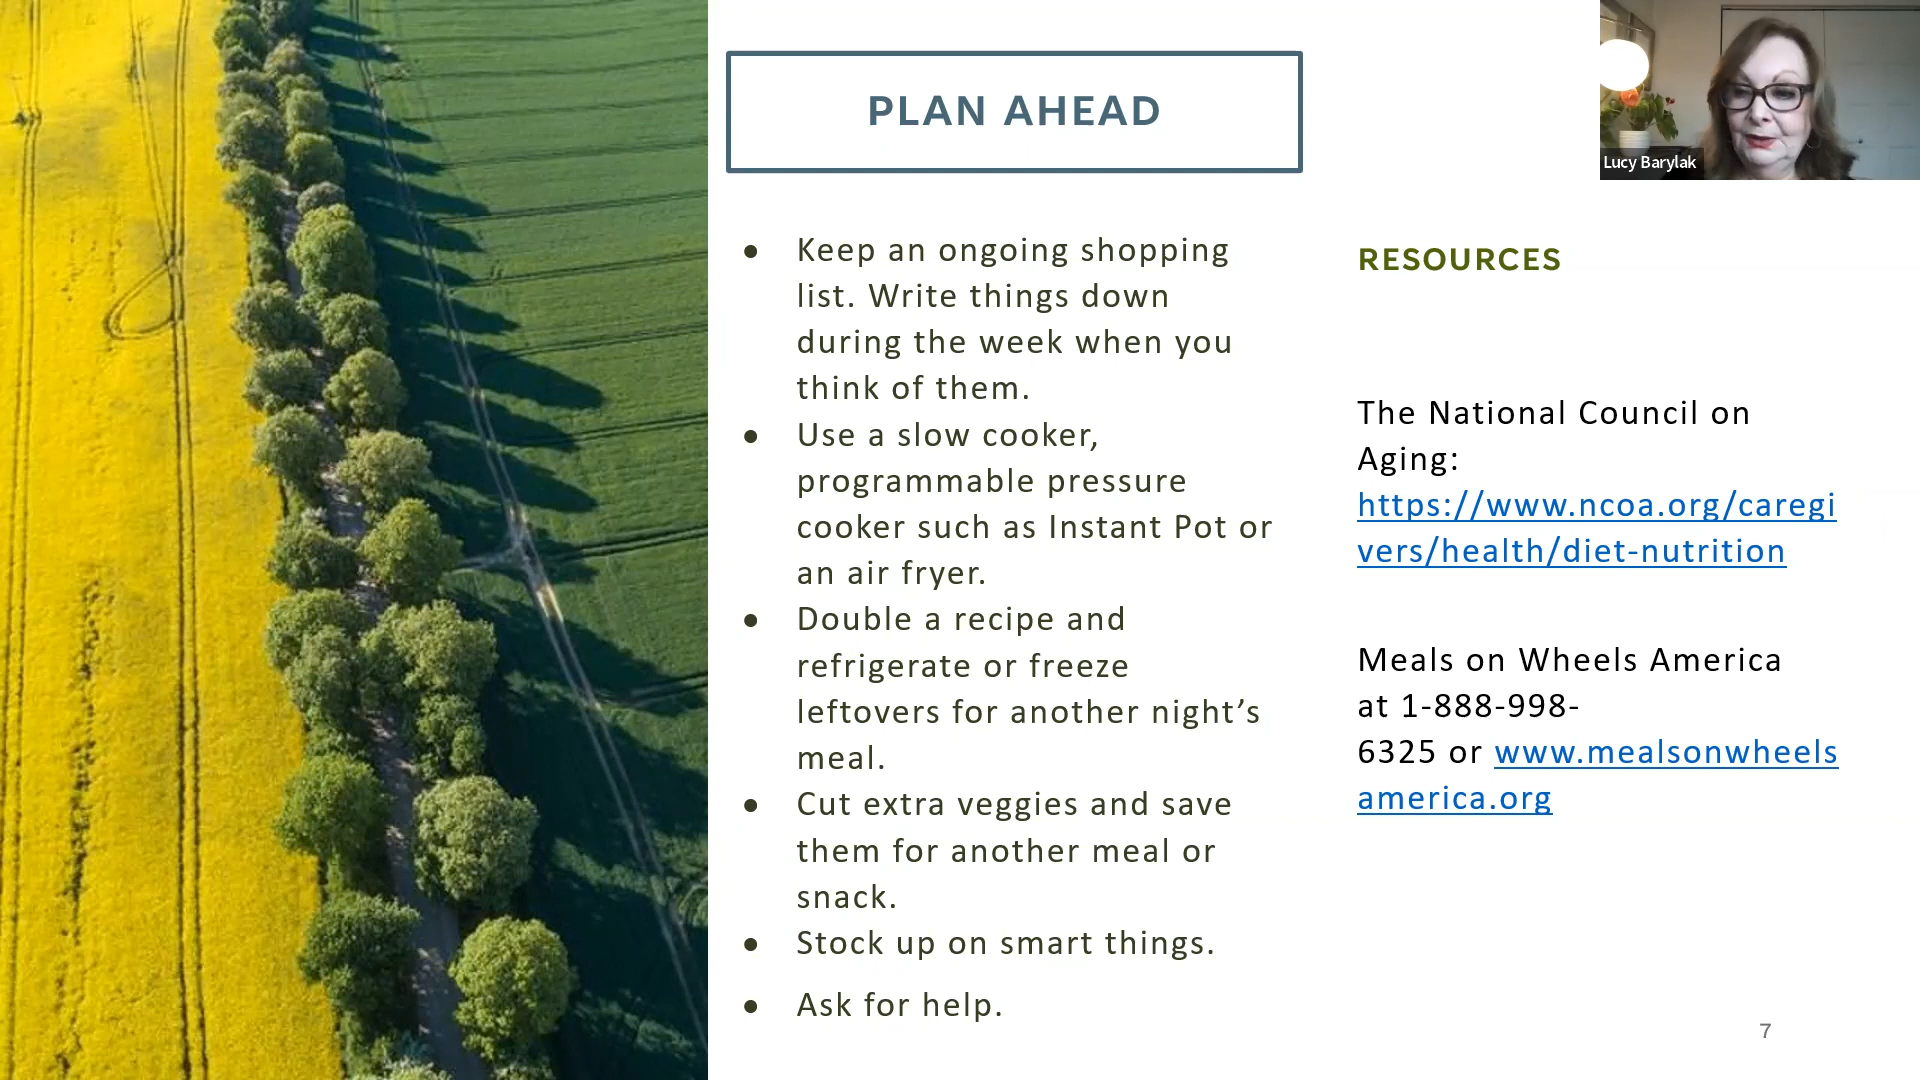 PLAN AHEAD
Lucy Barylak
• Keep an ongoing shopping
list. Write things down
during the week when you
think of them.
• Use a slow cooker,
programmable pressure
cooker such as Instant Pot or
an air fryer.
• Double a recipe and
refrigerate or freeze
leftovers for another night’s
meal.
• Cut extra veggies and save
them for another meal or
snack.
• Stock up on smart things.
• Ask for help.
RESOURCES
The National Council on
Aging:
https://www.ncoa.org/caregi
vers/health/diet-nutrition
Meals on Wheels America
at 1-888-998-
6325 or www.mealsonwheels
america.org
7